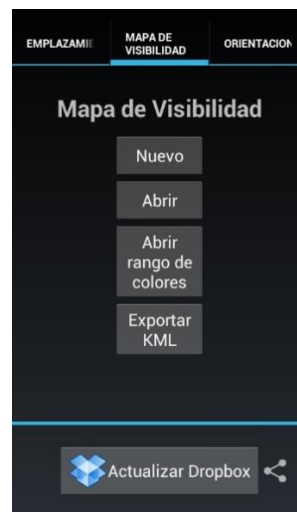 EMPLAZAMIE
MAPA DE
VISIBILIDAD
ORIENTACION
Mapa de Visibilidad
Nuevo
Abrir
Abrir
rango de
colores
Exportar
KML
Actualizar Dropbox